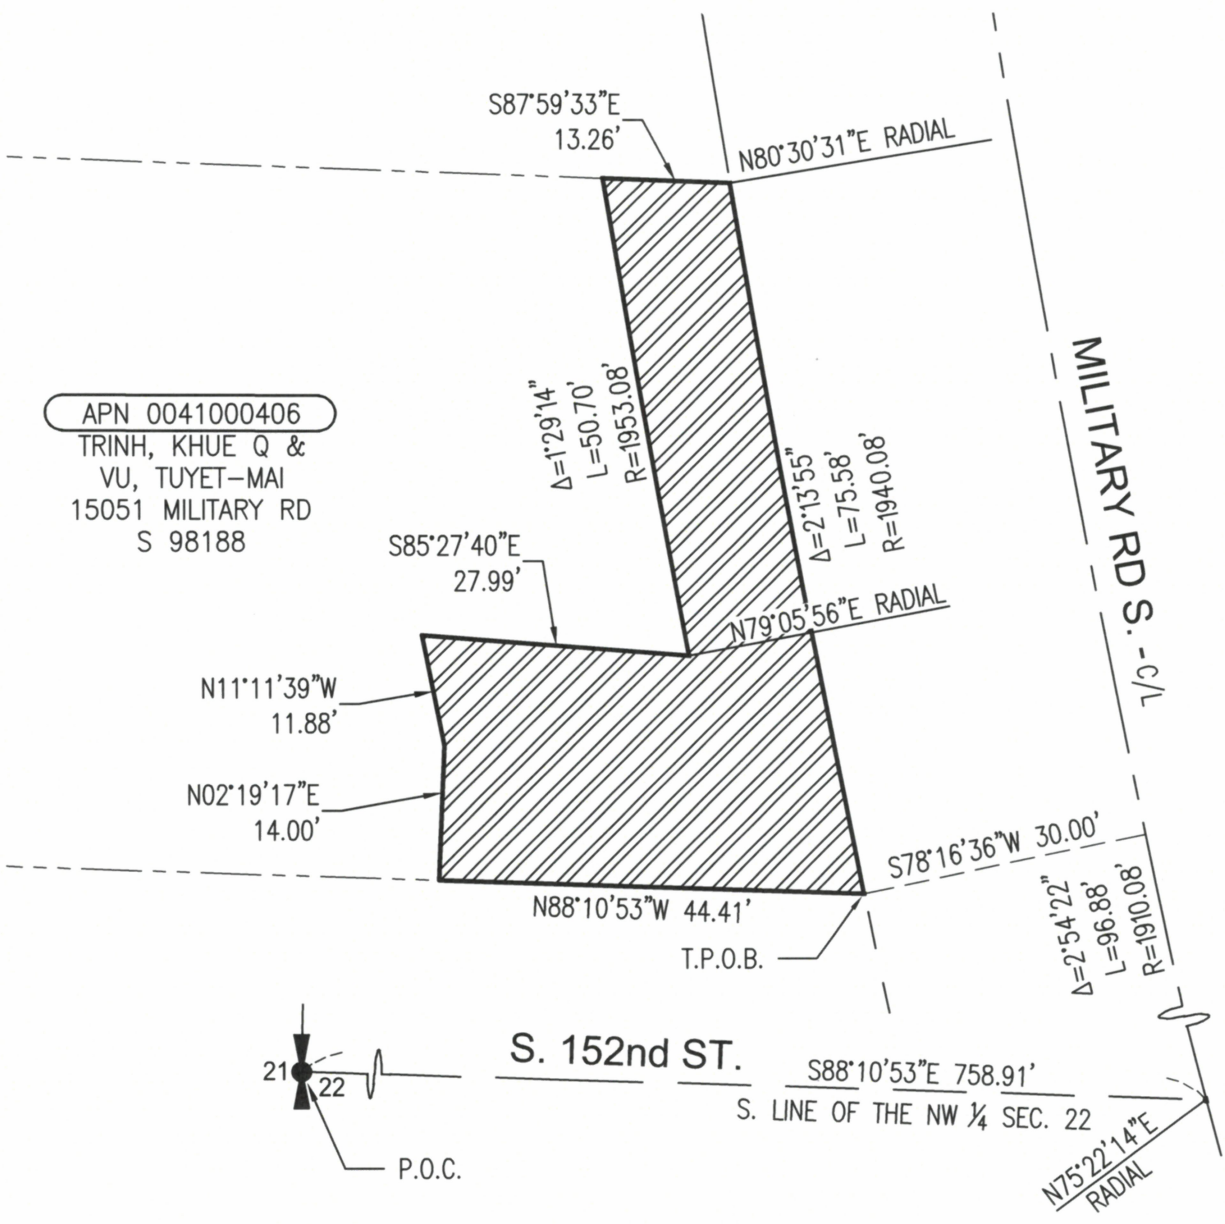 S87°59'33"E
13.26'
N80°30'31"E RADIAL
APN 0041000406
TRINH, KHUE Q &
VU, TUYET-MAI
15051 MILITARY RD
S 98188
Δ=1°29'14"
L=50.70'
R=1953.08'
Δ=2°13'55"
L=75.58'
R=1940.08'
MILITARY RD S. - C/L
S85°27'40"E
27.99'
N79°05'56"E RADIAL
N11°11'39"W
11.88'
N02°19'17"E
14.00'
S78°16'36"W 30.00'
N88°10'53"W 44.41'
T.P.O.B.
Δ=2°54'22"
L=96.88'
R=1910.08'
S. 152nd ST.
21
22
S88°10'53"E 758.91'
S. LINE OF THE NW ¼ SEC. 22
P.O.C.
N75°22'14"E
RADIAL